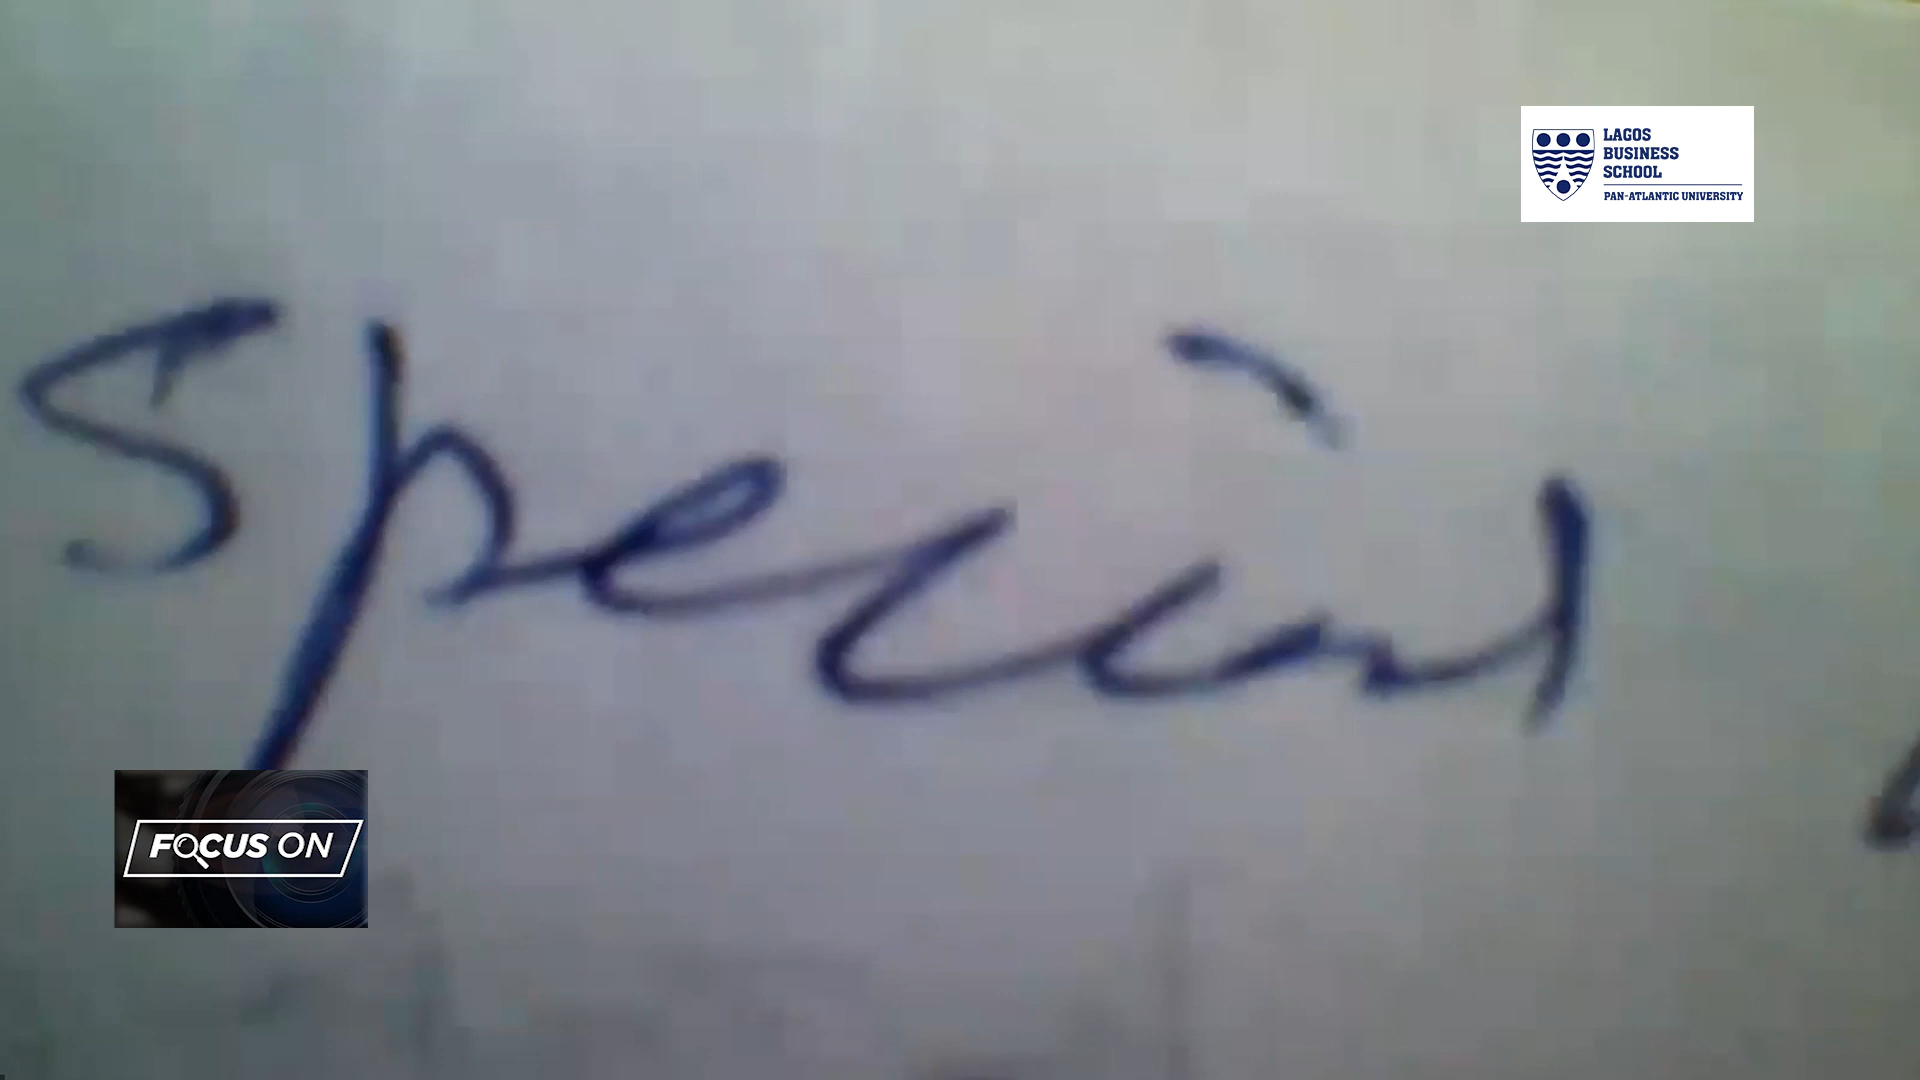 LAGOS
BUSINESS
SCHOOL
PAN-ATLANTIC UNIVERSITY
Special
FOCUS ON